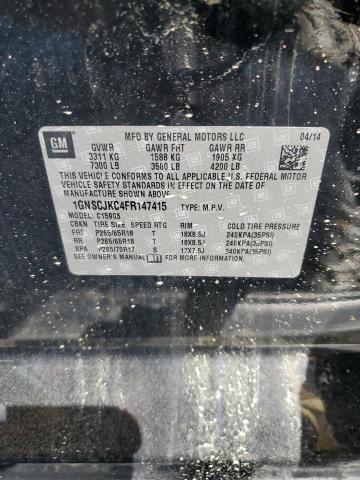 GM
MFD BY GENERAL MOTORS LLC 04/14
GVWR GAWR FRT GAWR RR
3311 KG 1588 KG 1905 KG
7300 LB 3500 LB 4200 LB
THIS VEHICLE CONFORMS TO ALL APPLICABLE U.S. FEDERAL MOTOR
VEHICLE SAFETY STANDARDS IN EFFECT ON THE DATE OF
MANUFACTURE SHOWN ABOVE.
1GNSCJKC4FR147415 TYPE: M.P.V.
MODEL: C15906
TIRE SIZE SPEED RTG RIM COLD TIRE PRESSURE
FRT P265/65R18 T 18X8.5J 240KPA(35PSI)
RR P265/65R18 T 18X8.5J 240KPA(35PSI)
SPA P265/70R17 S 17X7.5J 240KPA(35PSI)
SEE OWNER'S MANUAL FOR MORE INFORMATION.